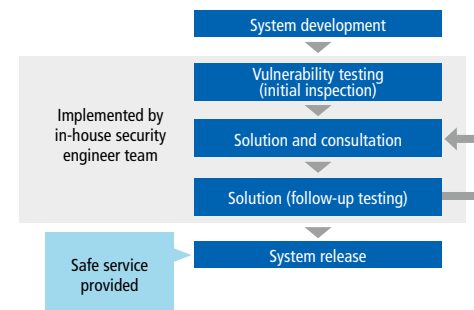 System development
Vulnerability testing
(initial inspection)
Implemented by
in-house security
engineer team
Solution and consultation
Solution (follow-up testing)
System release
Safe service
provided